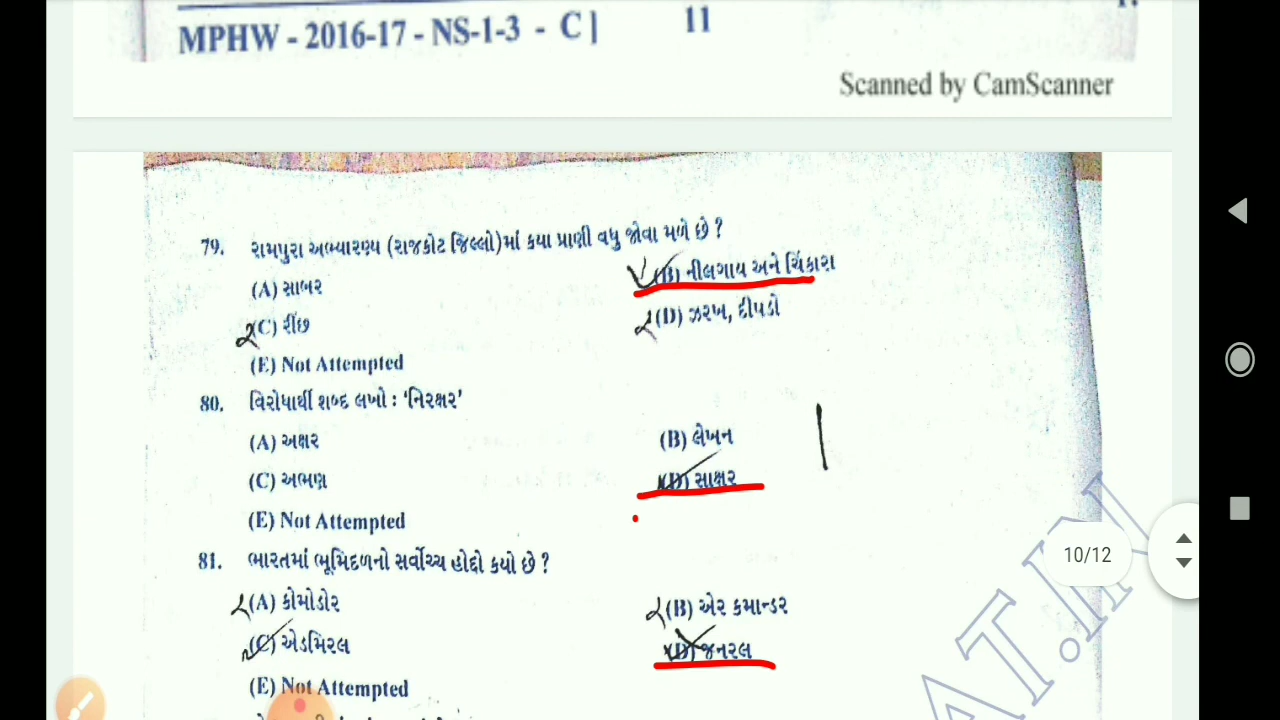 MPHW - 2016-17 - NS-1-3 - C | 11
Scanned by CamScanner
79. રામપુરા અભ્યારણ્ય (રાજકોટ જિલ્લો)માં કયા પ્રાણી વધુ જોવા મળે છે ?
(A) સાબર (B) નીલગાય અને ચિંકારા
(C) રીંછ (D) ઝરખ, દીપડો
(E) Not Attempted
80. વિરોધાર્થી શબ્દ લખો : ‘નિરક્ષર’
(A) અક્ષર (B) લેખન
(C) અભણ (D) સાક્ષર
(E) Not Attempted
81. ભારતમાં ભૂમિદળનો સર્વોચ્ચ હોદ્દો કયો છે ?
(A) કોમોડોર (B) એર કમાન્ડર
(C) એડમિરલ (D) જનરલ
(E) Not Attempted
10/12